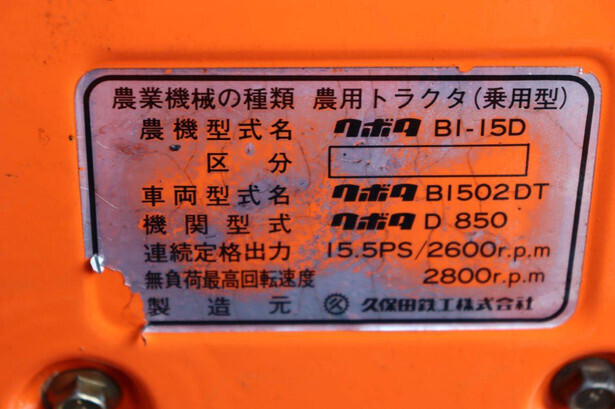 農業機械の種類 農用トラクタ(乗用型)
農機型式名 クボタ B1-15D
区分
車両型式名 クボタ B1502DT
機関型式 クボタ D 850
連続定格出力 15.5PS/2600r.p.m
無負荷最高回転速度 2800r.p.m
製造元 久 久保田鉄工株式会社